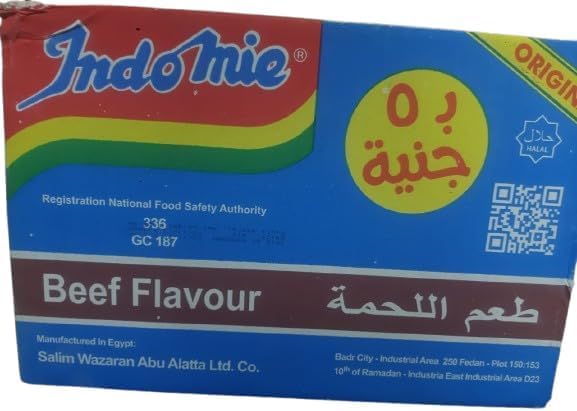 Indomie®
ORIGIN
بـ ٥
جنية
حلال
HALAL
Registration National Food Safety Authority
336
GC 187
Beef Flavour
طعم اللحمة
Manufactured in Egypt:
Salim Wazaran Abu Alatta Ltd. Co.
Badr City - Industrial Area 250 Fedan - Plot 150:153
10th of Ramadan - Industria East Industrial Area D23